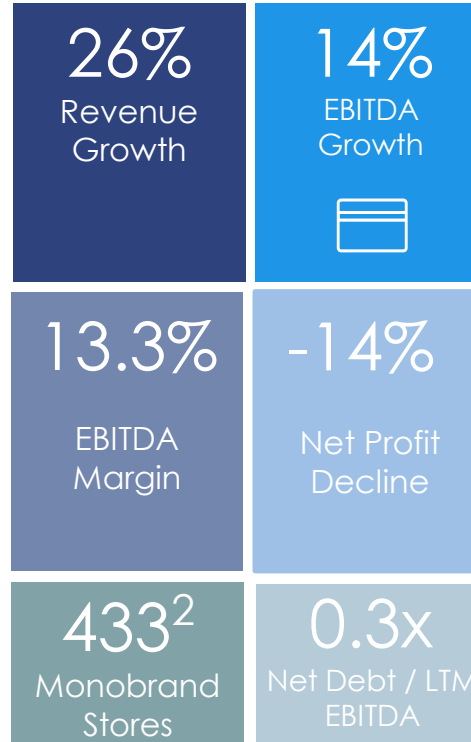 26%
Revenue
Growth
14%
EBITDA
Growth
13.3%
EBITDA
Margin
-14%
Net Profit
Decline
433²
Monobrand
Stores
0.3x
Net Debt / LTM
EBITDA